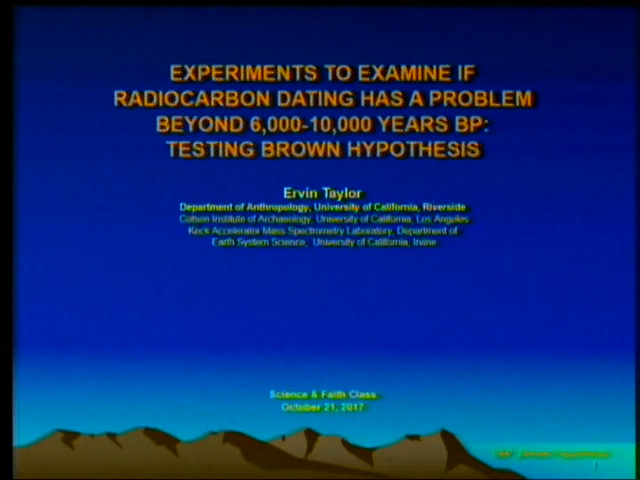 EXPERIMENTS TO EXAMINE IF
RADIOCARBON DATING HAS A PROBLEM
BEYOND 6,000-10,000 YEARS BP:
TESTING BROWN HYPOTHESIS
Ervin Taylor
Department of Anthropology, University of California, Riverside
Cotsen Institute of Archaeology, University of California, Los Angeles
Keck Accelerator Mass Spectrometry Laboratory, Department of
Earth System Science, University of California, Irvine
Science & Faith Class
October 21, 2017
1